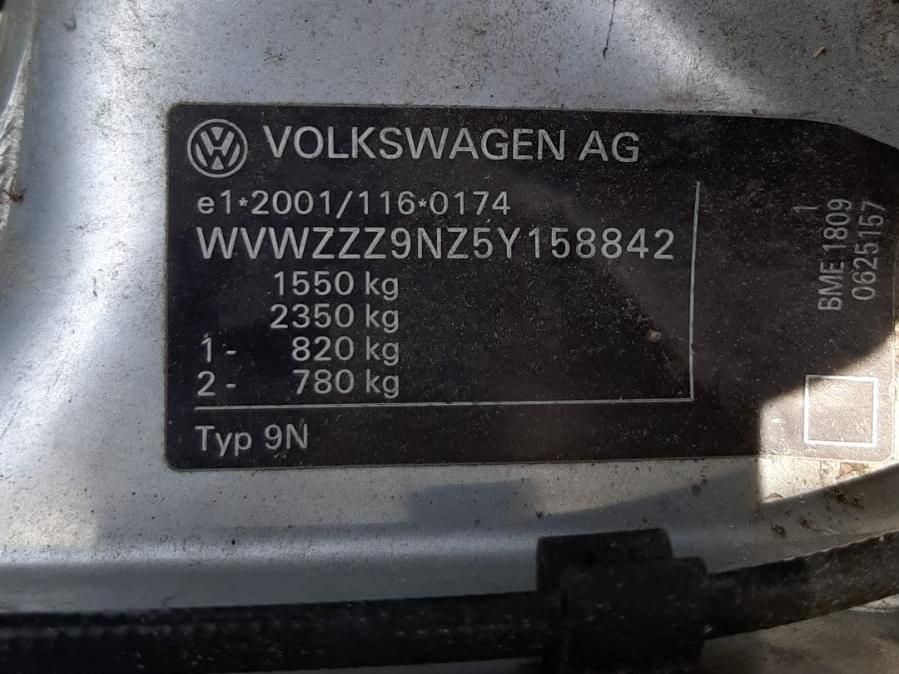 VOLKSWAGEN AG
e1*2001/116*0174
WVWZZZ9NZ5Y158842
1550 kg
2350 kg
1- 820 kg
2- 780 kg
Typ 9N
1
BME 1809
0625157